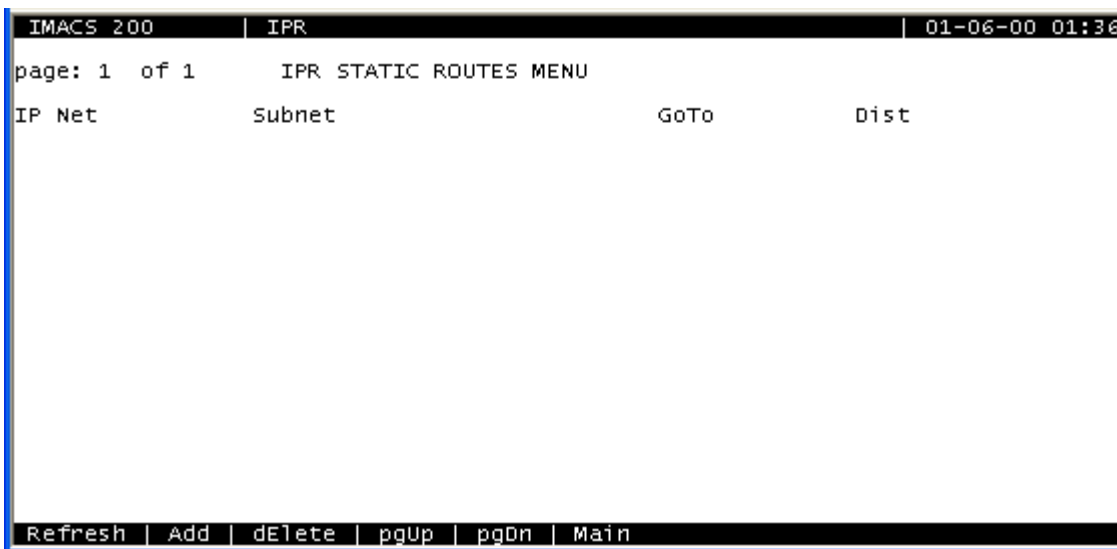 IMACS 200 | IPR | 01-06-00 01:36
page: 1 of 1 IPR STATIC ROUTES MENU
IP Net Subnet GoTo Dist
Refresh | Add | dElete | pgUp | pgDn | Main